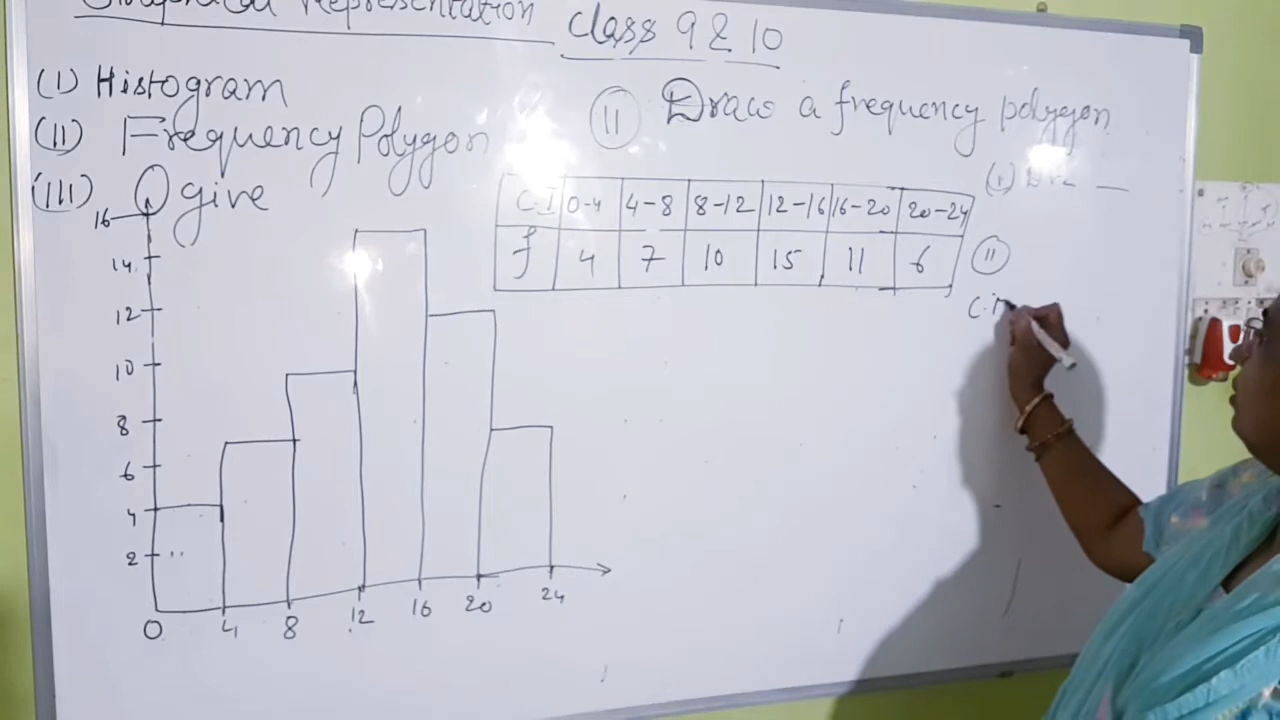 Graphical Representation
Class 9 & 10
(I) Histogram
(II) Frequency Polygon
(III) Ogive
(II) Draw a frequency polygon
(I)
C.I 0-4 4-8 8-12 12-16 16-20 20-24
f 4 7 10 15 11 6
(II)
C.
16
14
12
10
8
6
4
2
0 4 8 12 16 20 24